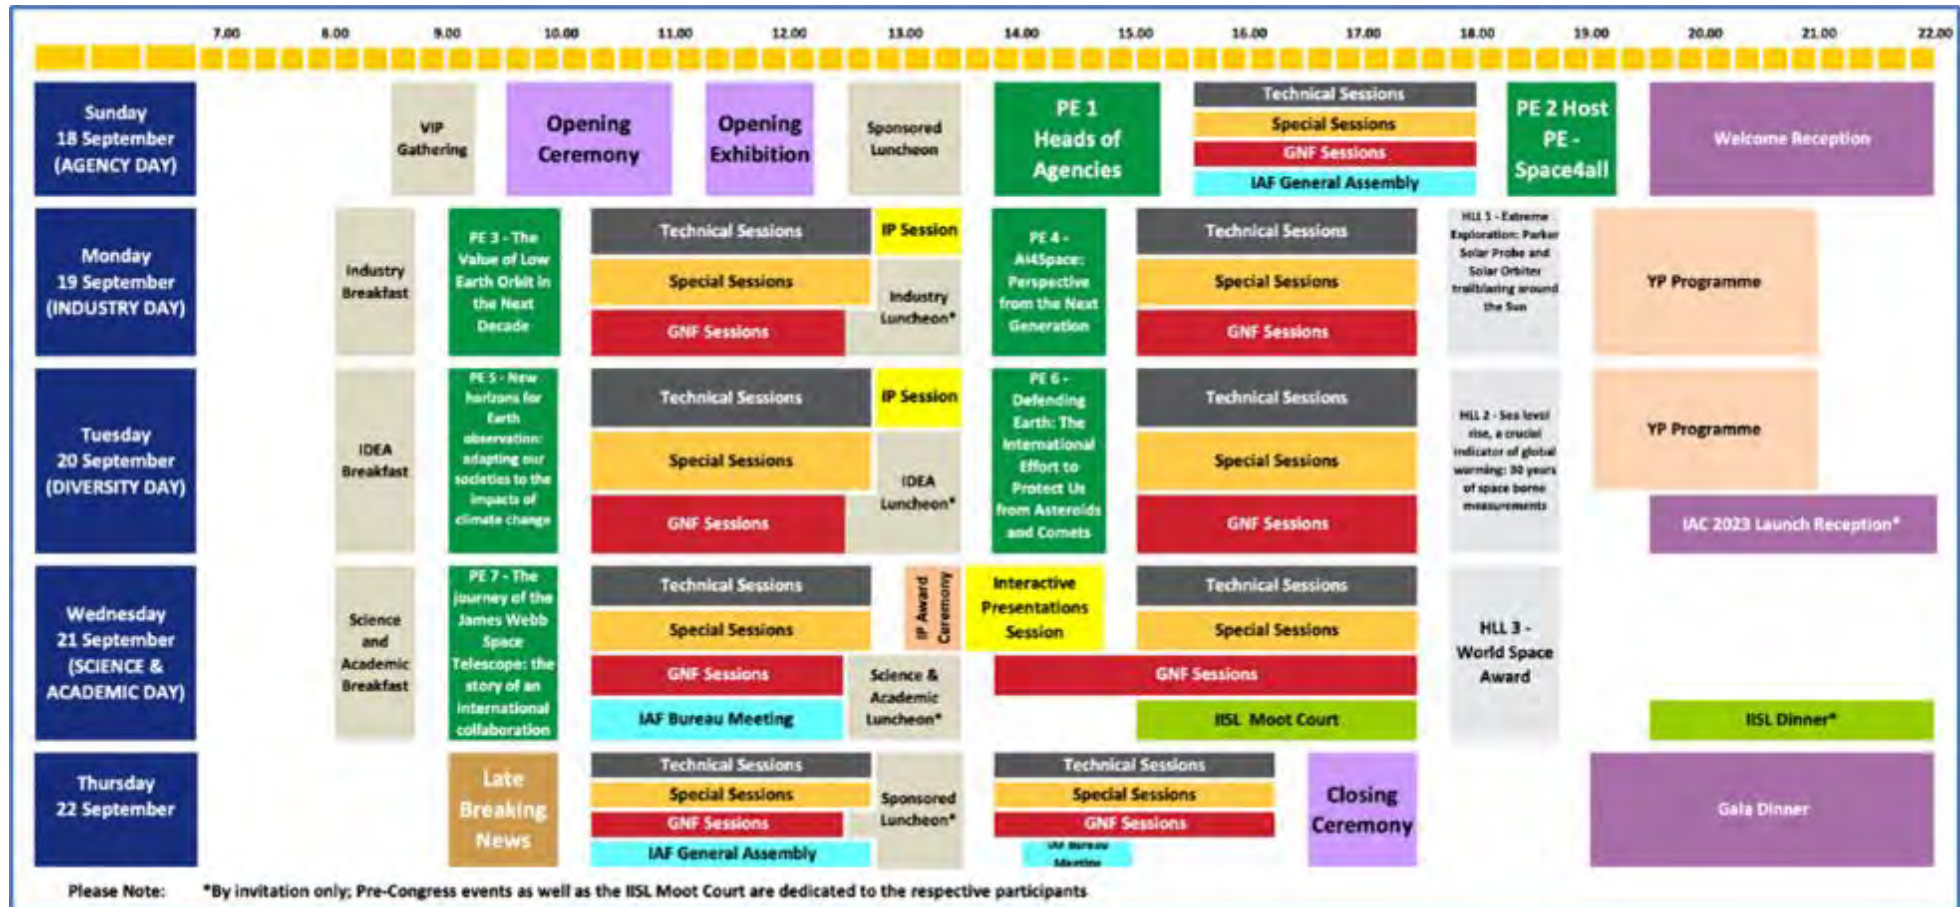 7.00 8.00 9.00 10.00 11.00 12.00 13.00 14.00 15.00 16.00 17.00 18.00 19.00 20.00 21.00 22.00
Sunday
18 September
(AGENCY DAY)
VIP
Gathering
Opening
Ceremony
Opening
Exhibition
Sponsored
Luncheon
PE 1
Heads of
Agencies
Technical Sessions
Special Sessions
GNF Sessions
IAF General Assembly
PE 2 Host
PE -
Space4all
Welcome Reception
Monday
19 September
(INDUSTRY DAY)
Industry
Breakfast
PE 3 - The
Value of Low
Earth Orbit in
the Next
Decade
Technical Sessions
Special Sessions
GNF Sessions
IP Session
Industry
Luncheon*
PE 4 -
AI4Space:
Perspective
from the Next
Generation
Technical Sessions
Special Sessions
GNF Sessions
HLL 1 - Extreme
Exploration: Parker
Solar Probe and
Solar Orbiter
trailblazing around
the Sun
YP Programme
Tuesday
20 September
(DIVERSITY DAY)
IDEA
Breakfast
PE 5 - New
horizons for
Earth
observation:
adapting our
societies to the
impacts of
climate change
Technical Sessions
Special Sessions
GNF Sessions
IP Session
IDEA
Luncheon*
PE 6 -
Defending
Earth: The
International
Effort to
Protect Us
from Asteroids
and Comets
Technical Sessions
Special Sessions
GNF Sessions
HLL 2 - Sea level
rise, a crucial
indicator of global
warming: 30 years
of space borne
measurements
YP Programme
IAC 2023 Launch Reception*
Wednesday
21 September
(SCIENCE &
ACADEMIC DAY)
Science
and
Academic
Breakfast
PE 7 - The
journey of the
James Webb
Space
Telescope: the
story of an
international
collaboration
Technical Sessions
Special Sessions
GNF Sessions
IAF Bureau Meeting
IP Award
Ceremony
Science &
Academic
Luncheon*
Interactive
Presentations
Session
Technical Sessions
Special Sessions
GNF Sessions
IISL Moot Court
HLL 3 -
World Space
Award
IISL Dinner*
Thursday
22 September
Late
Breaking
News
Technical Sessions
Special Sessions
GNF Sessions
IAF General Assembly
Sponsored
Luncheon*
Technical Sessions
Special Sessions
GNF Sessions
IAF Bureau
Meeting
Closing
Ceremony
Gala Dinner
Please Note: *By invitation only; Pre-Congress events as well as the IISL Moot Court are dedicated to the respective participants